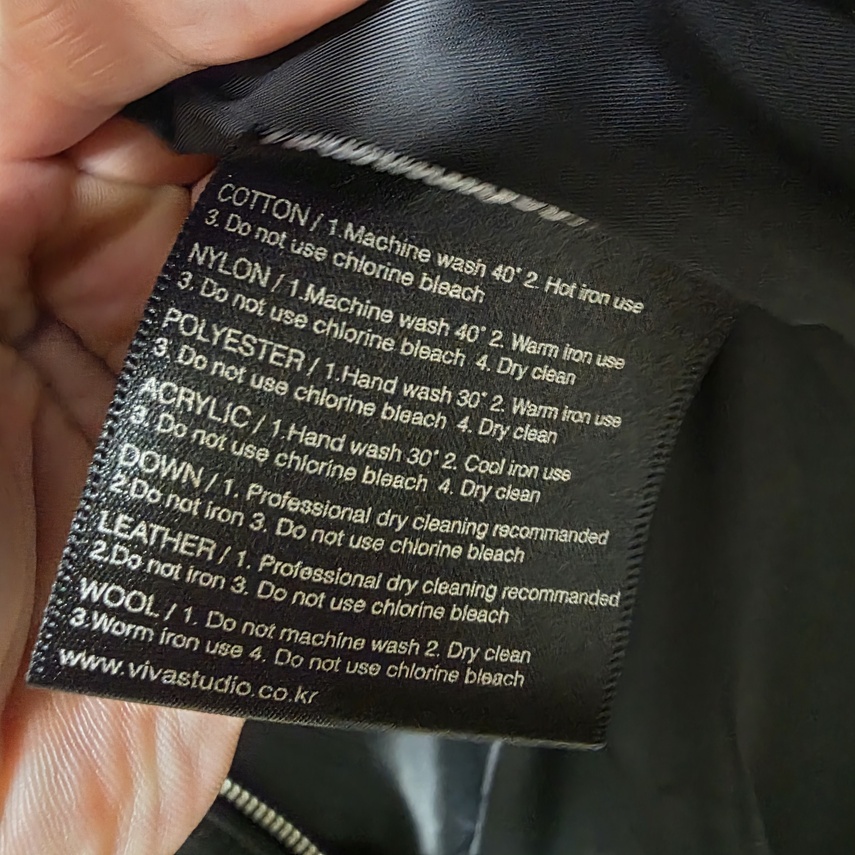 COTTON / 1.Machine wash 40° 2. Hot iron use
3. Do not use chlorine bleach
NYLON / 1.Machine wash 40° 2. Warm iron use
3. Do not use chlorine bleach 4. Dry clean
POLYESTER / 1.Hand wash 30° 2. Warm iron use
3. Do not use chlorine bleach 4. Dry clean
ACRYLIC / 1.Hand wash 30° 2. Cool iron use
3. Do not use chlorine bleach 4. Dry clean
DOWN / 1. Professional dry cleaning recommanded
2.Do not iron 3. Do not use chlorine bleach
LEATHER / 1. Professional dry cleaning recommanded
2.Do not iron 3. Do not use chlorine bleach
WOOL / 1. Do not machine wash 2. Dry clean
3.Worm iron use 4. Do not use chlorine bleach
www.vivastudio.co.kr